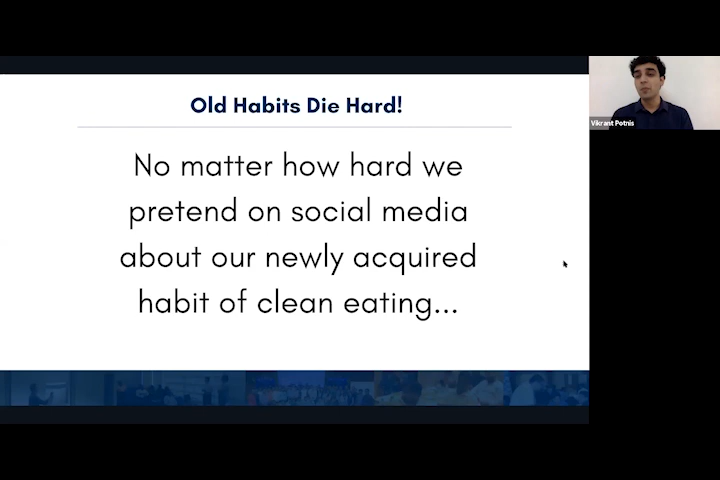 Old Habits Die Hard!
No matter how hard we
pretend on social media
about our newly acquired
habit of clean eating...
Vikrant Potnis